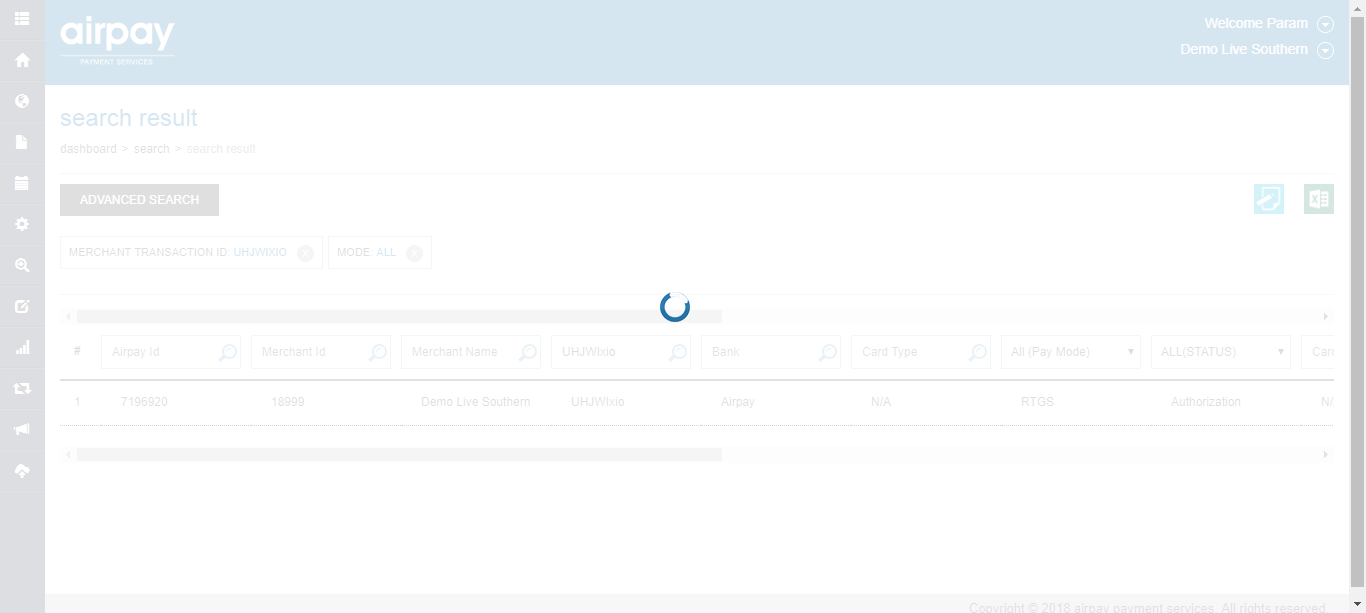 airpay
PAYMENT SERVICES
Welcome Param
Demo Live Southern
search result
dashboard > search > search result
ADVANCED SEARCH
MERCHANT TRANSACTION ID: UHJWIXIO X MODE: ALL X
# Airpay Id Merchant Id Merchant Name UHJWIxio Bank Card Type All (Pay Mode) ALL(STATUS) Card
1 7196920 18999 Demo Live Southern UHJWIxio Airpay N/A RTGS Authorization N/
Copyright © 2018 airpay payment services. All rights reserved.